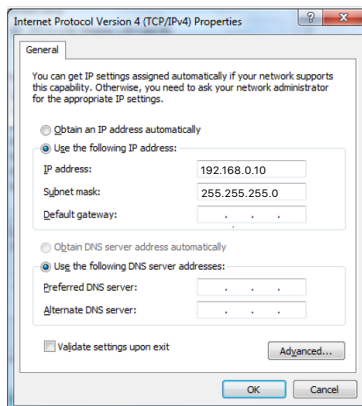 Internet Protocol Version 4 (TCP/IPv4) Properties
General
You can get IP settings assigned automatically if your network supports
this capability. Otherwise, you need to ask your network administrator
for the appropriate IP settings.
Obtain an IP address automatically
Use the following IP address:
IP address: 192.168.0.10
Subnet mask: 255.255.255.0
Default gateway: . . .
Obtain DNS server address automatically
Use the following DNS server addresses:
Preferred DNS server: . . .
Alternate DNS server: . . .
Validate settings upon exit
Advanced...
OK Cancel